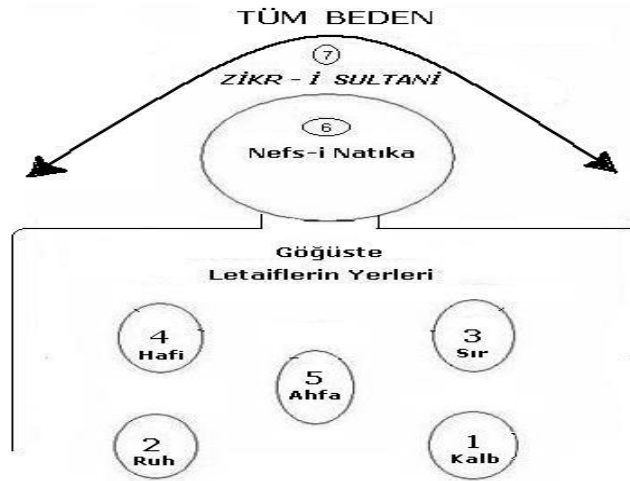 TÜM BEDEN
7
ZİKR - İ SULTANİ
6
Nefs-i Natıka
Göğüste
Letaiflerin Yerleri
4
Hafi
3
Sır
5
Ahfa
2
Ruh
1
Kalb